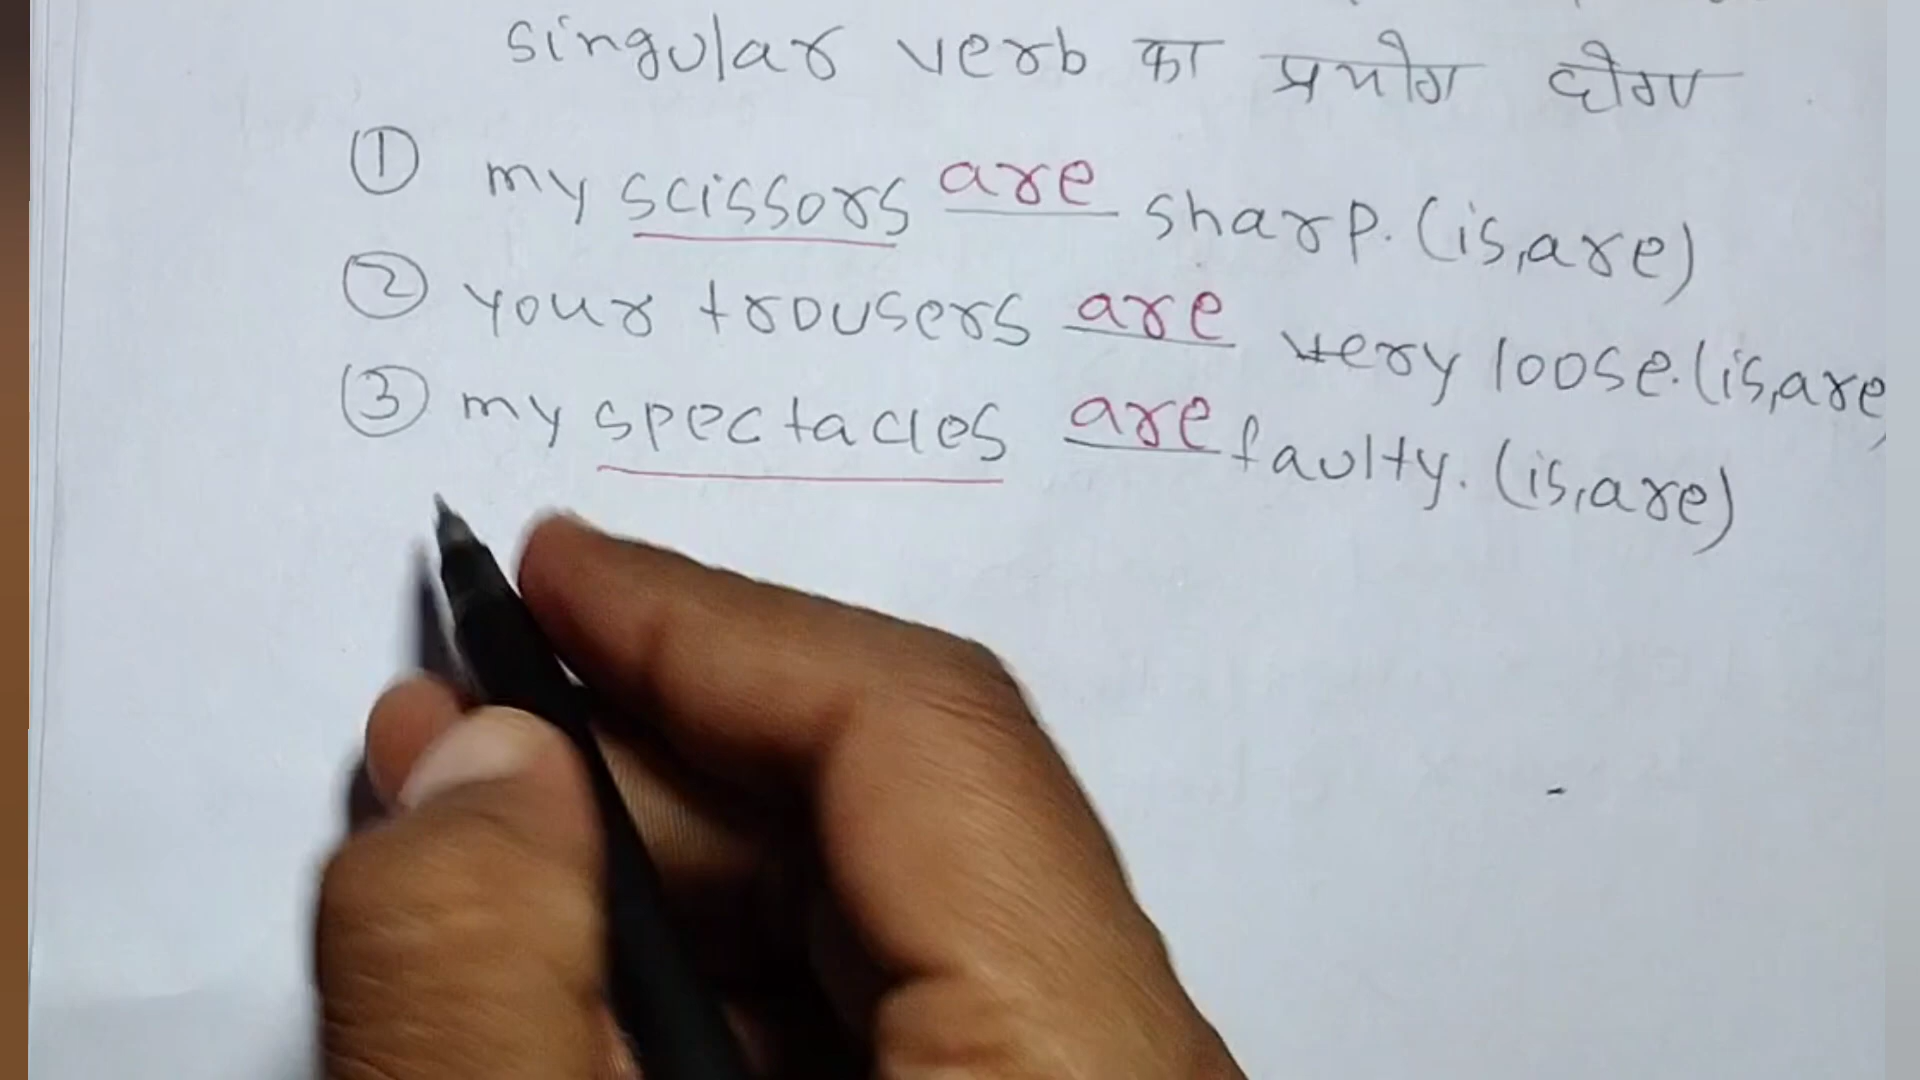 singular verb का प्रयोग होगा
① my scissors are sharp. (is, are)
② your trousers are very loose. (is, are)
③ my spectacles are faulty. (is, are)